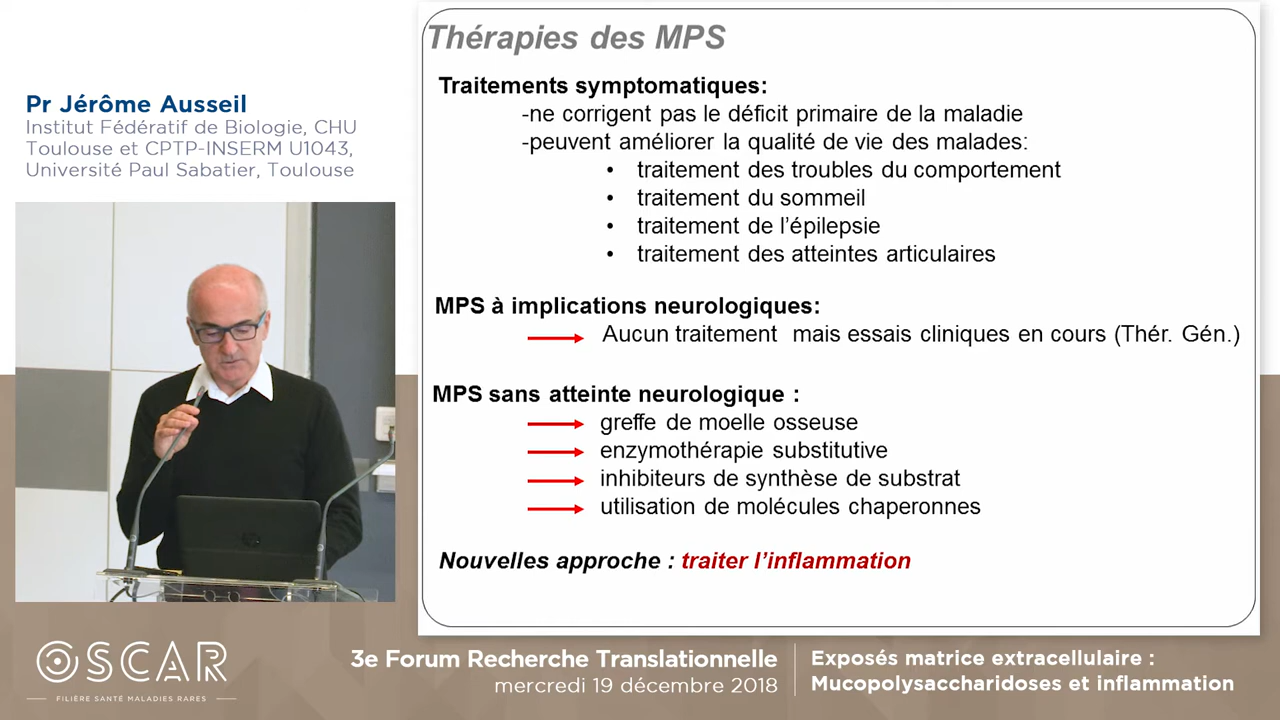 Pr Jérôme Ausseil
Institut Fédératif de Biologie, CHU
Toulouse et CPTP-INSERM U1043,
Université Paul Sabatier, Toulouse
Thérapies des MPS
Traitements symptomatiques:
-ne corrigent pas le déficit primaire de la maladie
-peuvent améliorer la qualité de vie des malades:
• traitement des troubles du comportement
• traitement du sommeil
• traitement de l’épilepsie
• traitement des atteintes articulaires
MPS à implications neurologiques:
Aucun traitement mais essais cliniques en cours (Thér. Gén.)
MPS sans atteinte neurologique :
greffe de moelle osseuse
enzymothérapie substitutive
inhibiteurs de synthèse de substrat
utilisation de molécules chaperonnes
Nouvelles approche : traiter l’inflammation
OSCAR
FILIÈRE SANTÉ MALADIES RARES
3e Forum Recherche Translationnelle
mercredi 19 décembre 2018
Exposés matrice extracellulaire :
Mucopolysaccharidoses et inflammation